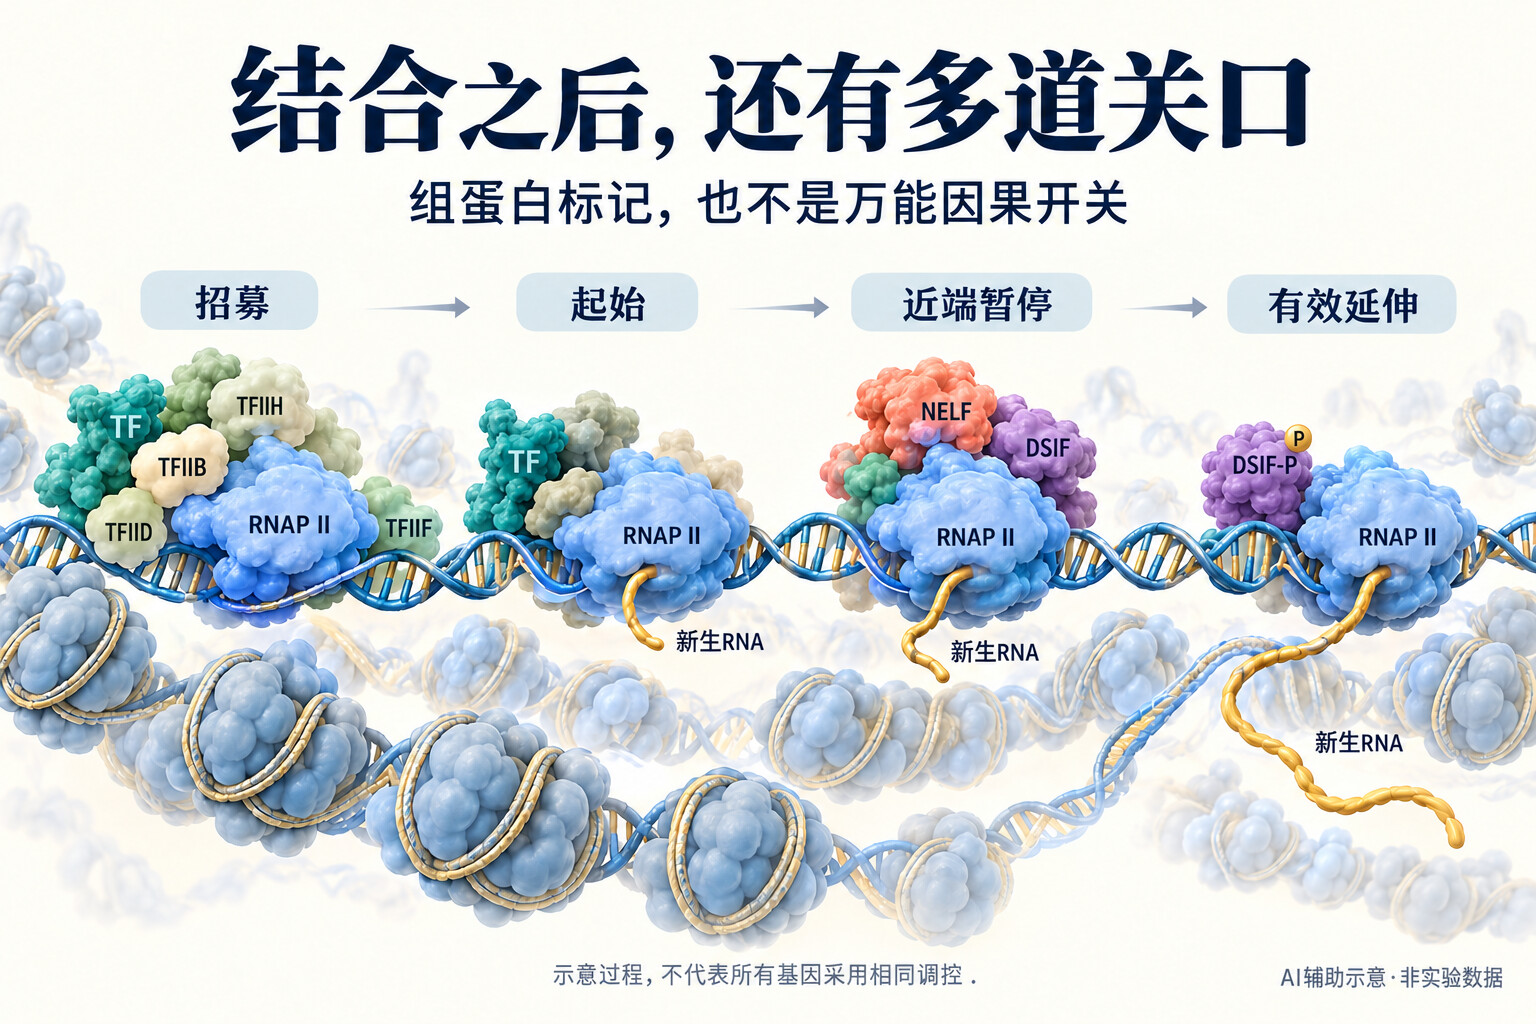 结合之后，还有多道关口
组蛋白标记，也不是万能因果开关
招募
起始
近端暂停
有效延伸
TF
TFIIH
TFIIB
TFIID
RNAP II
TFIIF
TF
RNAP II
新生RNA
NELF
DSIF
RNAP II
新生RNA
P
DSIF-P
RNAP II
新生RNA
示意过程，不代表所有基因采用相同调控．
AI辅助示意·非实验数据